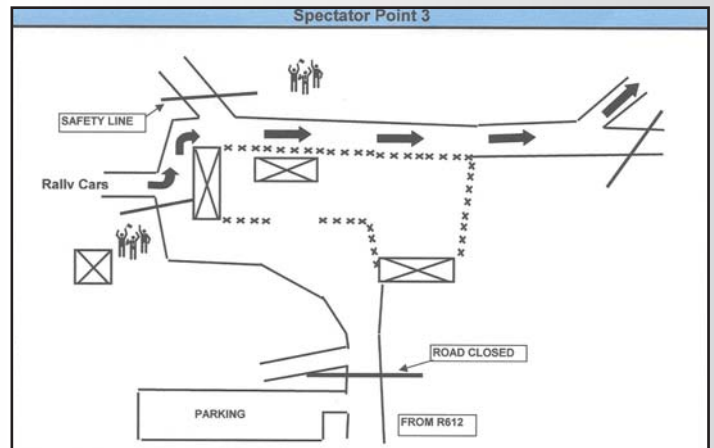 Spectator Point 3
SAFETY LINE
Rally Cars
ROAD CLOSED
PARKING
FROM R612